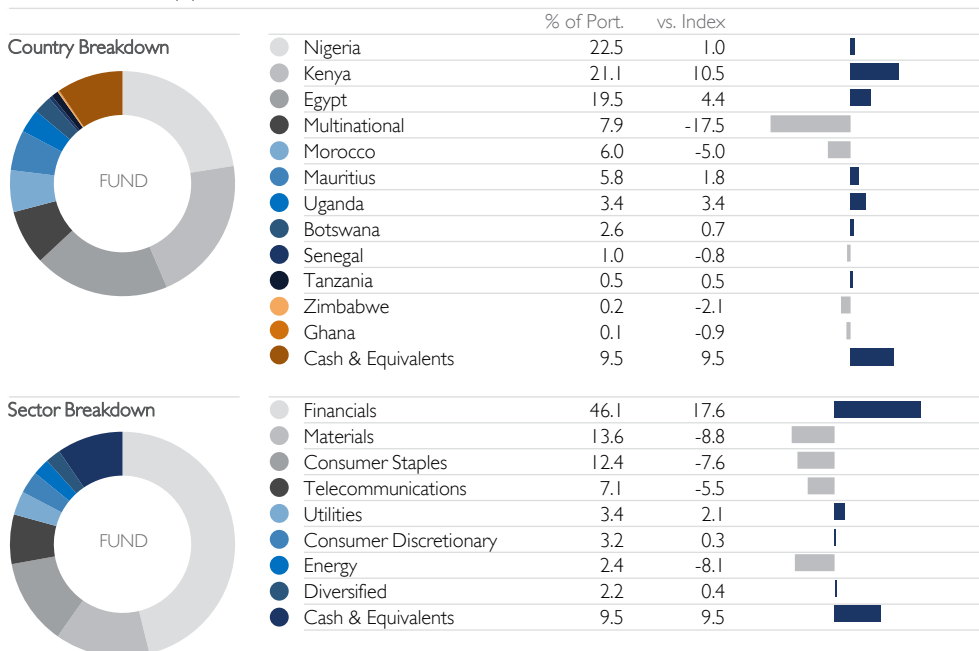 % of Port. vs. Index
Country Breakdown
Nigeria 22.5 1.0
Kenya 21.1 10.5
Egypt 19.5 4.4
Multinational 7.9 -17.5
Morocco 6.0 -5.0
Mauritius 5.8 1.8
FUND
Uganda 3.4 3.4
Botswana 2.6 0.7
Senegal 1.0 -0.8
Tanzania 0.5 0.5
Zimbabwe 0.2 -2.1
Ghana 0.1 -0.9
Cash & Equivalents 9.5 9.5
Sector Breakdown
Financials 46.1 17.6
Materials 13.6 -8.8
Consumer Staples 12.4 -7.6
Telecommunications 7.1 -5.5
Utilities 3.4 2.1
FUND
Consumer Discretionary 3.2 0.3
Energy 2.4 -8.1
Diversified 2.2 0.4
Cash & Equivalents 9.5 9.5